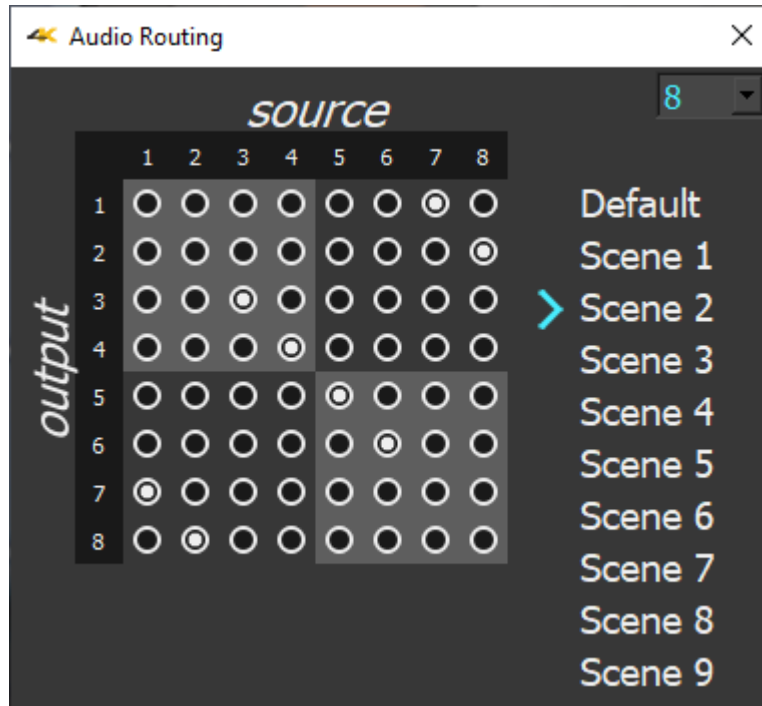 4K Audio Routing
8
source
1 2 3 4 5 6 7 8
output
1
2
3
4
5
6
7
8
Default
Scene 1
Scene 2
Scene 3
Scene 4
Scene 5
Scene 6
Scene 7
Scene 8
Scene 9